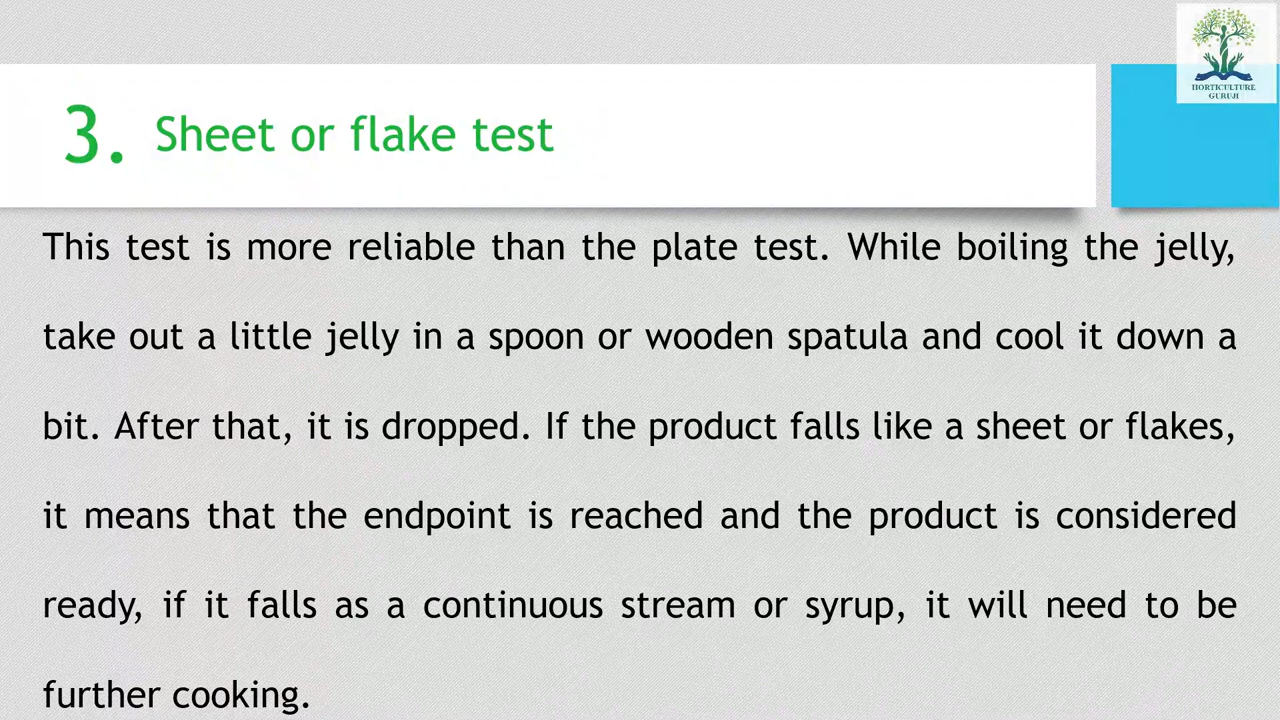 HORTICULTURE
GURUJI
3. Sheet or flake test
This test is more reliable than the plate test. While boiling the jelly,
take out a little jelly in a spoon or wooden spatula and cool it down a
bit. After that, it is dropped. If the product falls like a sheet or flakes,
it means that the endpoint is reached and the product is considered
ready, if it falls as a continuous stream or syrup, it will need to be
further cooking.